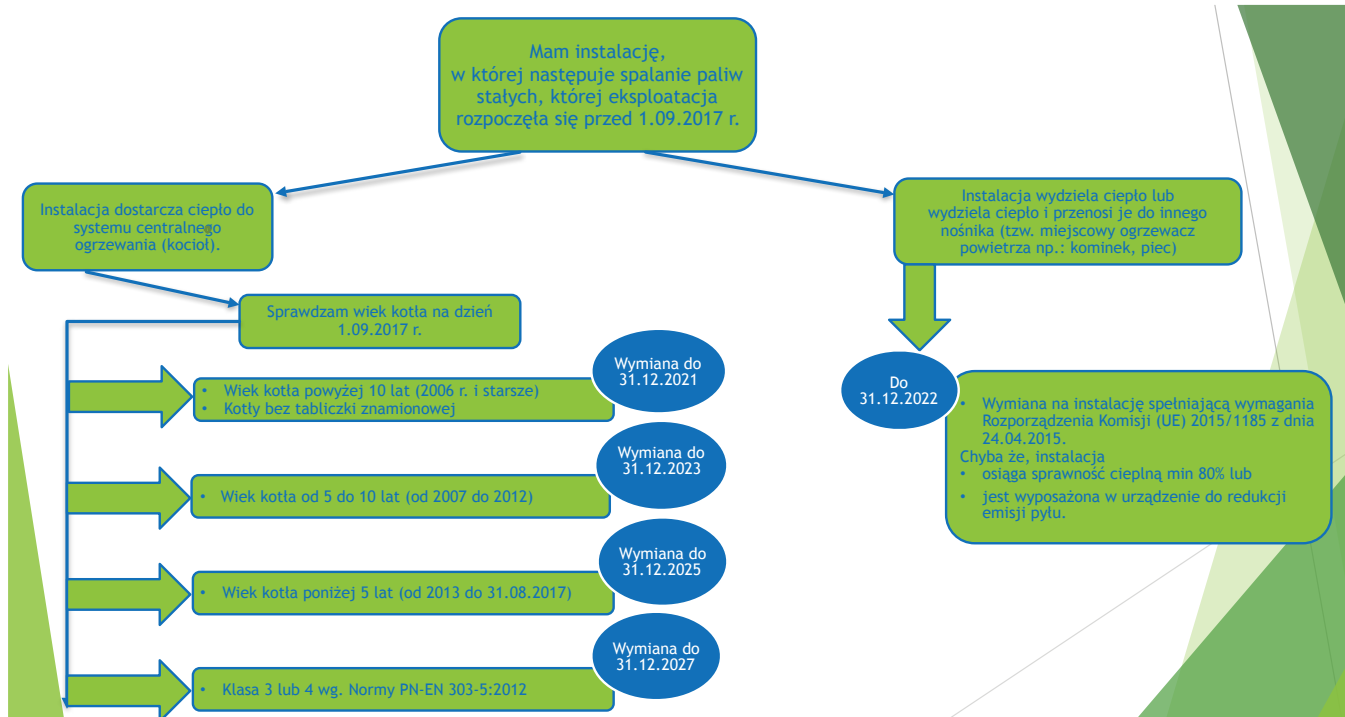 Mam instalację,
w której następuje spalanie paliw
stałych, której eksploatacja
rozpoczęła się przed 1.09.2017 r.
Instalacja dostarcza ciepło do
systemu centralnego
ogrzewania (kocioł).
Instalacja wydziela ciepło lub
wydziela ciepło i przenosi je do innego
nośnika (tzw. miejscowy ogrzewacz
powietrza np.: kominek, piec)
Sprawdzam wiek kotła na dzień
1.09.2017 r.
• Wiek kotła powyżej 10 lat (2006 r. i starsze)
• Kotły bez tabliczki znamionowej
Wymiana do
31.12.2021
• Wiek kotła od 5 do 10 lat (od 2007 do 2012)
Wymiana do
31.12.2023
• Wiek kotła poniżej 5 lat (od 2013 do 31.08.2017)
Wymiana do
31.12.2025
• Klasa 3 lub 4 wg. Normy PN-EN 303-5:2012
Wymiana do
31.12.2027
Do
31.12.2022
• Wymiana na instalację spełniającą wymagania
Rozporządzenia Komisji (UE) 2015/1185 z dnia
24.04.2015.
Chyba że, instalacja
• osiąga sprawność cieplną min 80% lub
• jest wyposażona w urządzenie do redukcji
emisji pyłu.